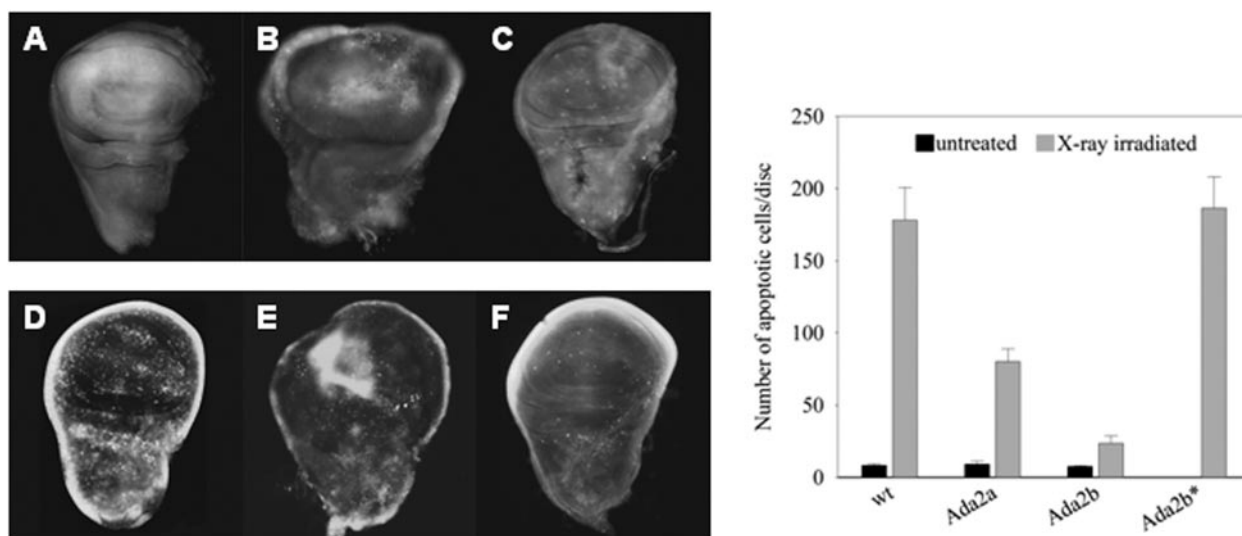 A B C
D E F
250
200
150
100
50
0
Number of apoptotic cells/disc
untreated X-ray irradiated
wt Ada2a Ada2b Ada2b*